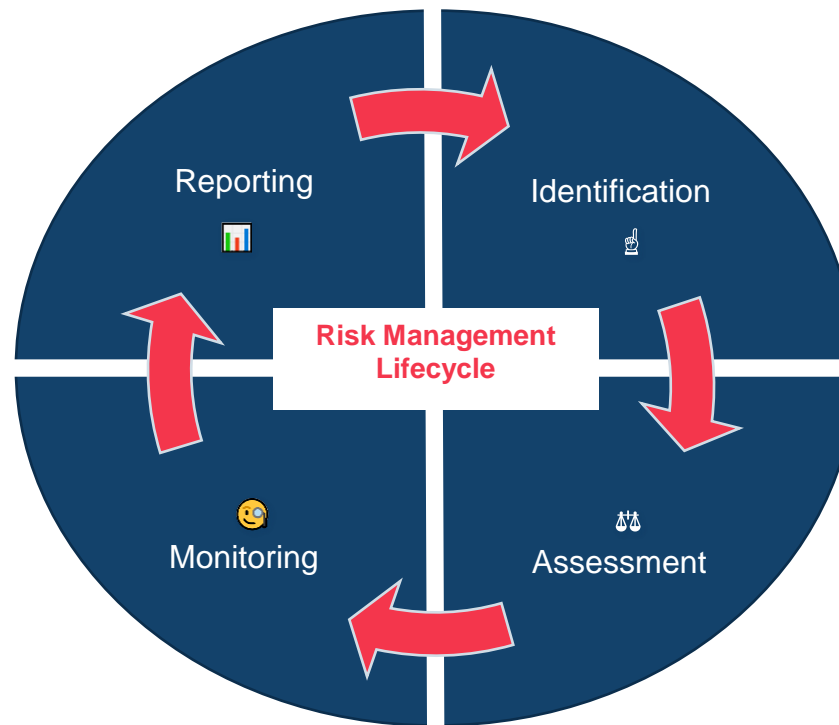 Reporting
Identification
Risk Management
Lifecycle
Monitoring
Assessment